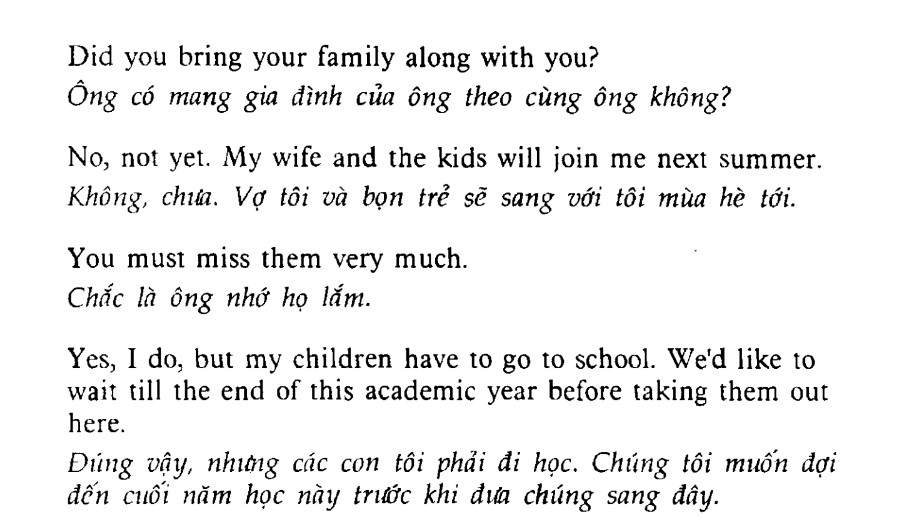 Did you bring your family along with you?
Ông có mang gia đình của ông theo cùng ông không?
No, not yet. My wife and the kids will join me next summer.
Không, chưa. Vợ tôi và bọn trẻ sẽ sang với tôi mùa hè tới.
You must miss them very much.
Chắc là ông nhớ họ lắm.
Yes, I do, but my children have to go to school. We'd like to
wait till the end of this academic year before taking them out
here.
Đúng vậy, nhưng các con tôi phải đi học. Chúng tôi muốn đợi
đến cuối năm học này trước khi đưa chúng sang đây.